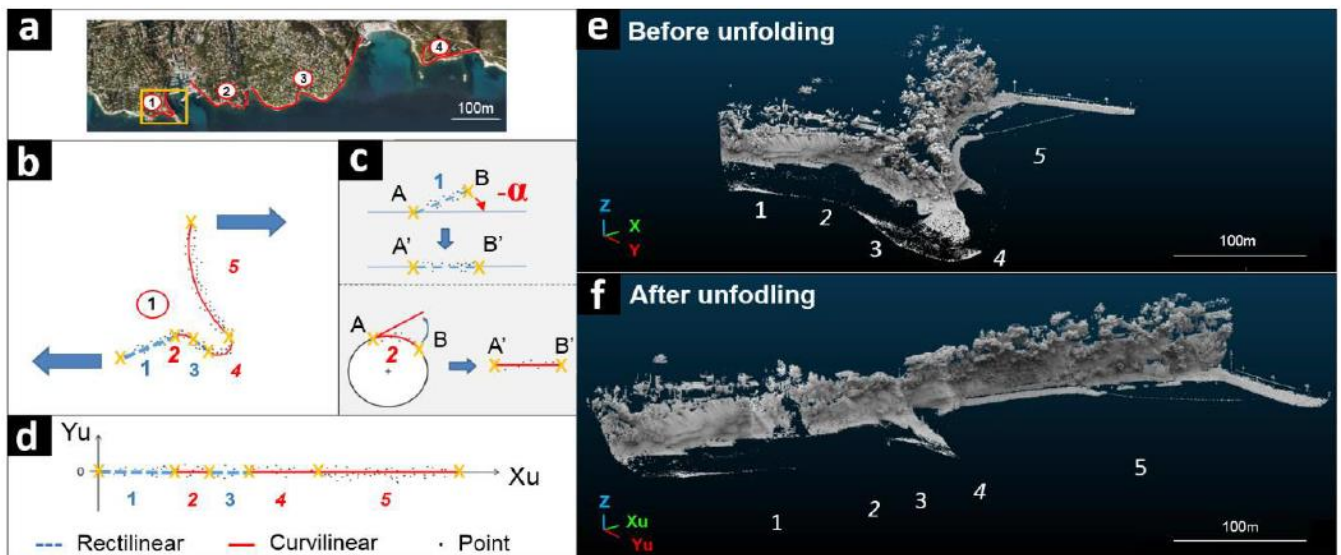 a
1
2
3
4
100m
b
5
1
1
2
3
4
c
A
1
B
-α
A'
B'
A
2
B
A'
B'
d
Yu
0
Xu
1
2
3
4
5
Rectilinear
Curvilinear
Point
e
Before unfolding
1
2
3
4
5
Z
X
Y
100m
f
After unfodling
1
2
3
4
5
Z
Xu
Yu
100m